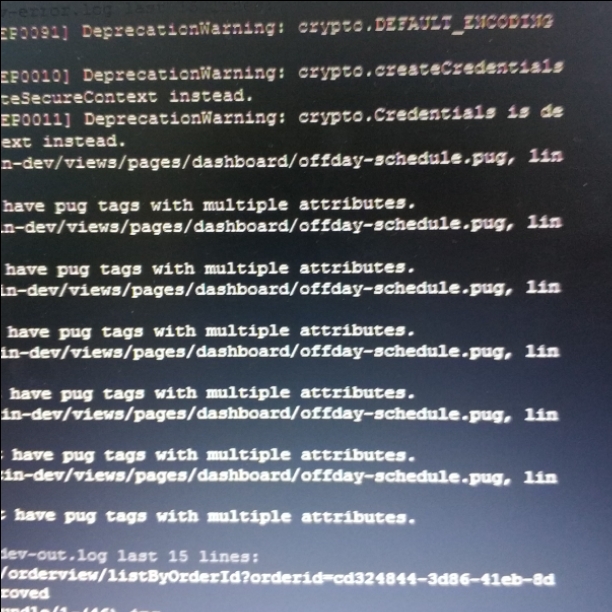 -error.log last
EP0091] DeprecationWarning: crypto.DEFAULT_ENCODING
EP0010] DeprecationWarning: crypto.createCredentials
teSecureContext instead.
EP0011] DeprecationWarning: crypto.Credentials is de
ext instead.
n-dev/views/pages/dashboard/offday-schedule.pug, lin
have pug tags with multiple attributes.
n-dev/views/pages/dashboard/offday-schedule.pug, lin
have pug tags with multiple attributes.
in-dev/views/pages/dashboard/offday-schedule.pug, lin
have pug tags with multiple attributes.
in-dev/views/pages/dashboard/offday-schedule.pug, lin
have pug tags with multiple attributes.
in-dev/views/pages/dashboard/offday-schedule.pug, lin
have pug tags with multiple attributes.
in-dev/views/pages/dashboard/offday-schedule.pug, lin
t have pug tags with multiple attributes.
dev-out.log last 15 lines:
/orderview/listByOrderId?orderid=cd324844-3d86-41eb-8d
roved